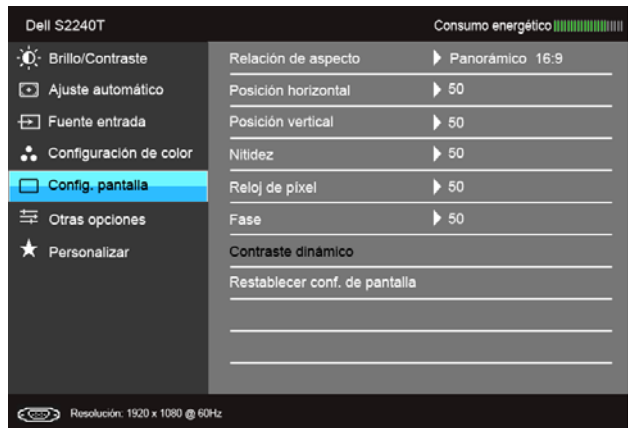 Dell S2240T
Consumo energético
Brillo/Contraste
Ajuste automático
Fuente entrada
Configuración de color
Config. pantalla
Otras opciones
Personalizar
Relación de aspecto Panorámico 16:9
Posición horizontal 50
Posición vertical 50
Nitidez 50
Reloj de píxel 50
Fase 50
Contraste dinámico
Restablecer conf. de pantalla
Resolución: 1920 x 1080 @ 60Hz